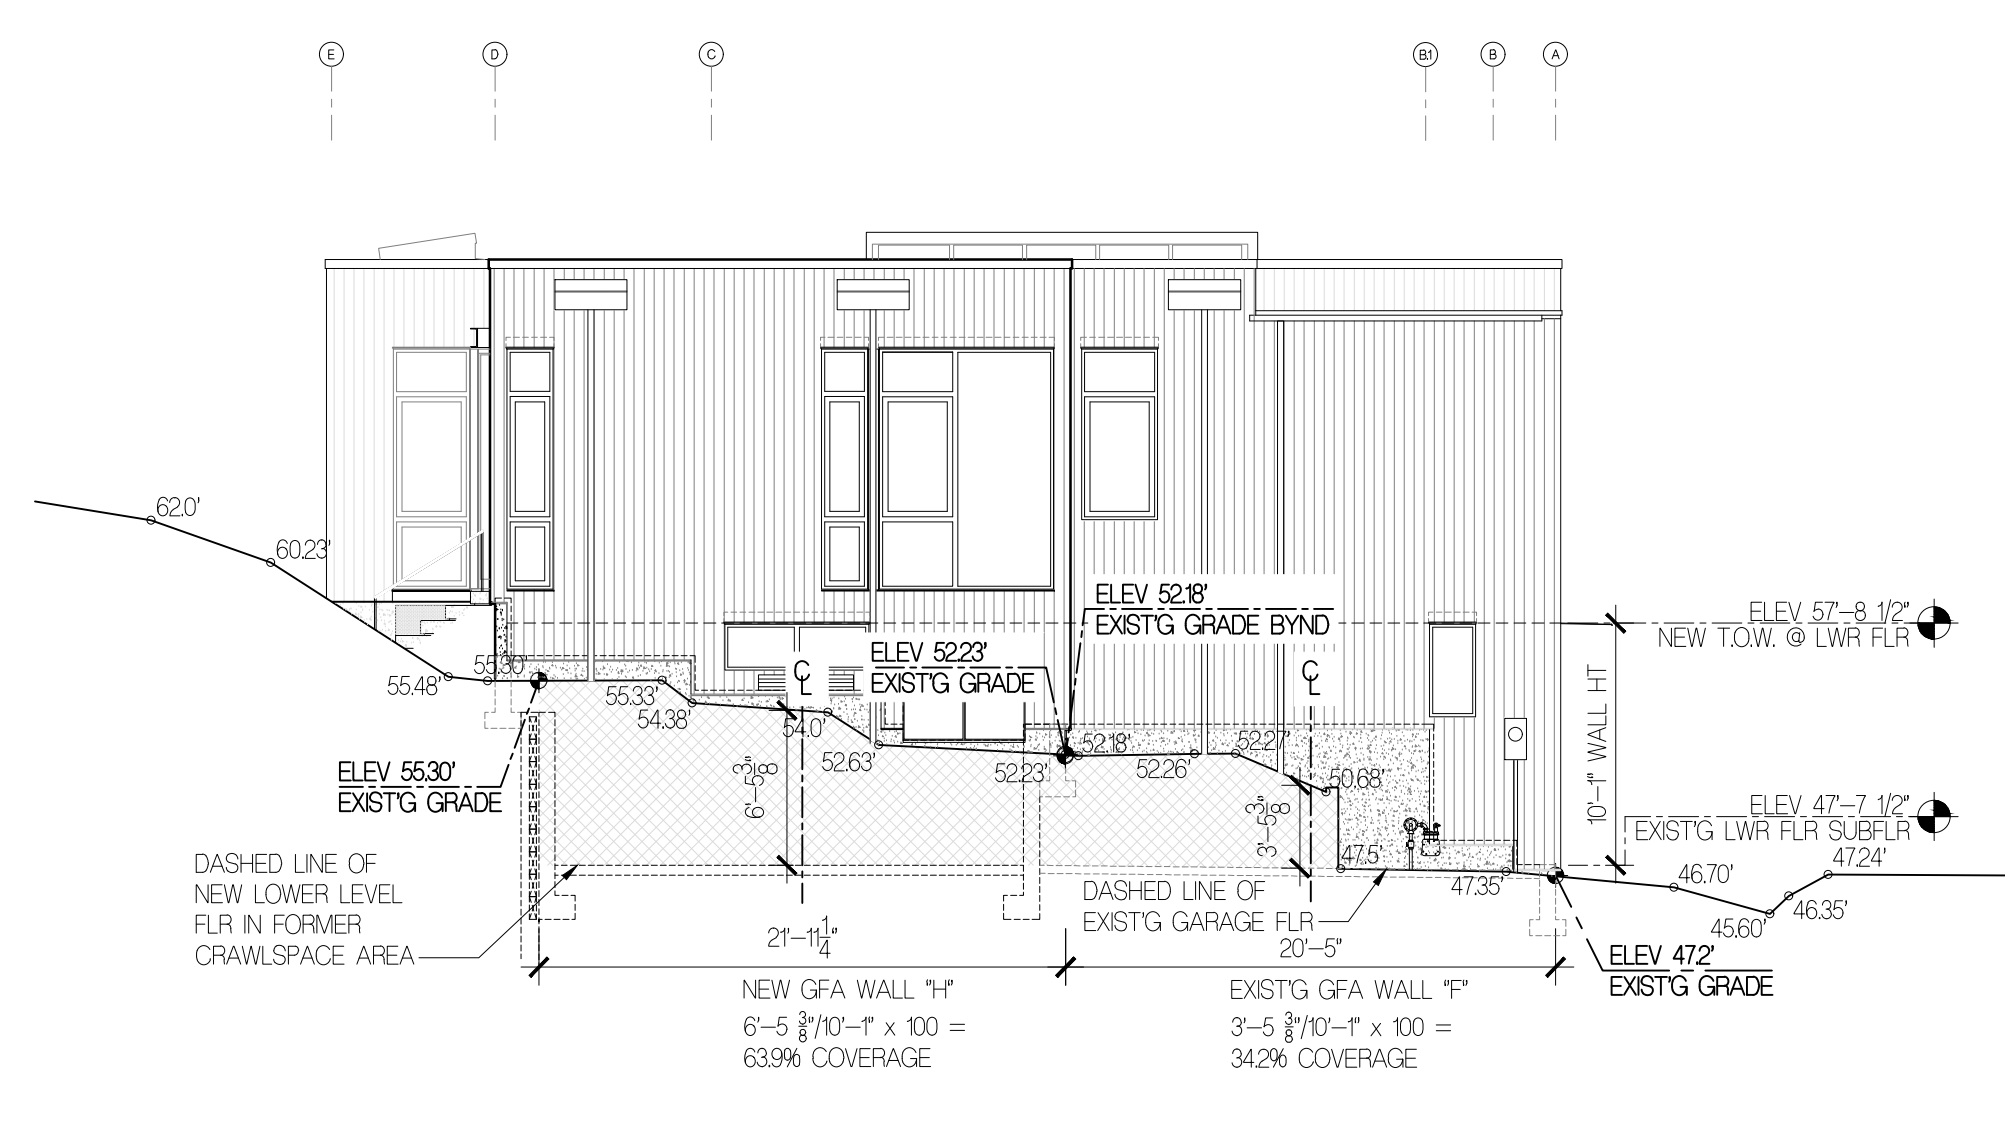 E D C B.1 B A
62.0'
60.23'
55.48'
55.30'
55.33'
54.38'
54.0'
52.63'
52.23'
52.18'
52.26'
52.27'
50.68'
47.5'
47.35'
46.70'
45.60'
46.35'
47.24'
ELEV 52.18'
EXIST'G GRADE BYND
ELEV 52.23'
EXIST'G GRADE
ELEV 55.30'
EXIST'G GRADE
ELEV 57'-8 1/2"
NEW T.O.W. @ LWR FLR
10'-1" WALL HT
ELEV 47'-7 1/2"
EXIST'G LWR FLR SUBFLR
CL
CL
6'-5 3/8"
3'-5 3/8"
DASHED LINE OF
NEW LOWER LEVEL
FLR IN FORMER
CRAWLSPACE AREA
DASHED LINE OF
EXIST'G GARAGE FLR
ELEV 47.2'
EXIST'G GRADE
21'-11 1/4"
20'-5"
NEW GFA WALL "H"
6'-5 3/8"/10'-1" x 100 =
63.9% COVERAGE
EXIST'G GFA WALL "F"
3'-5 3/8"/10'-1" x 100 =
34.2% COVERAGE